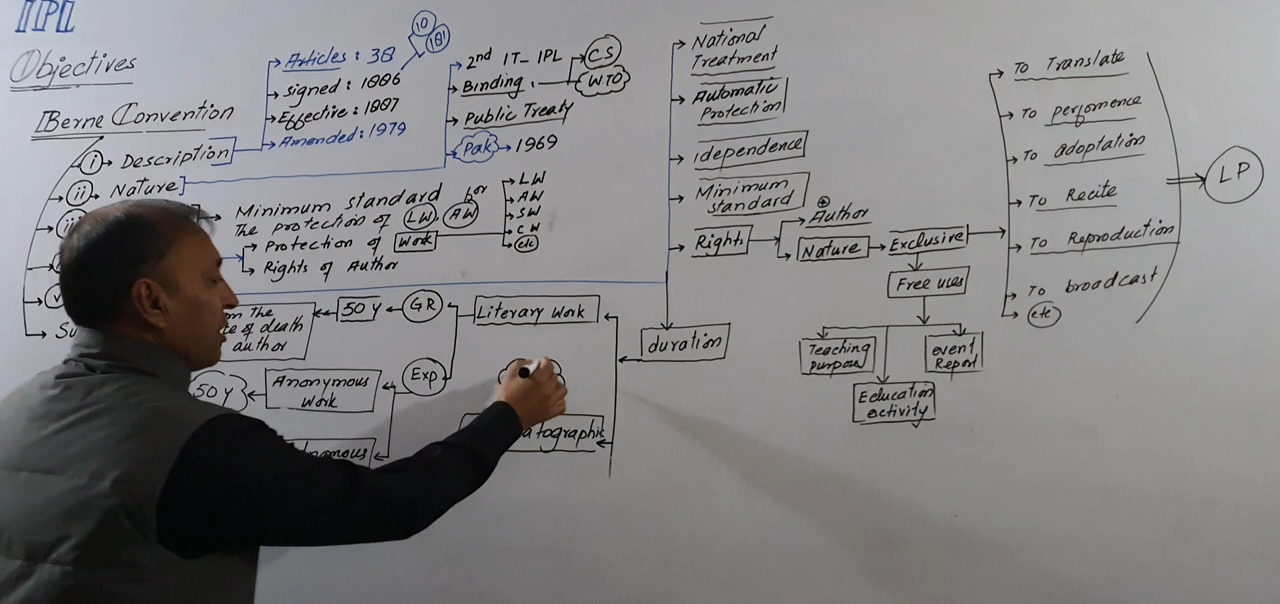 IPL
Objectives
Berne Convention
i → Description
ii → Nature
Articles: 38
10
181
signed: 1886
Effective: 1887
Amended: 1979
2nd IT - IPL
Binding.
CS
WTO
Public Treaty
Pak → 1969
Minimum standard for
the protection of LW, AW
Protection of Work
Rights of Author
LW
AW
SW
CW
etc
National
Treatment
Automatic
Protection
Idependence
Minimum
standard
Rights
Author
Nature
Exclusive
Free uses
Teaching
purpose
event
Report
Education
activity
To Translate
To perfomence
To adoptation
To Recite
To Reproduction
To broadcast
etc
LP
duration
Literary Work
GR
50 y
The
of death
author
Exp
Anonymous
Work
50 y